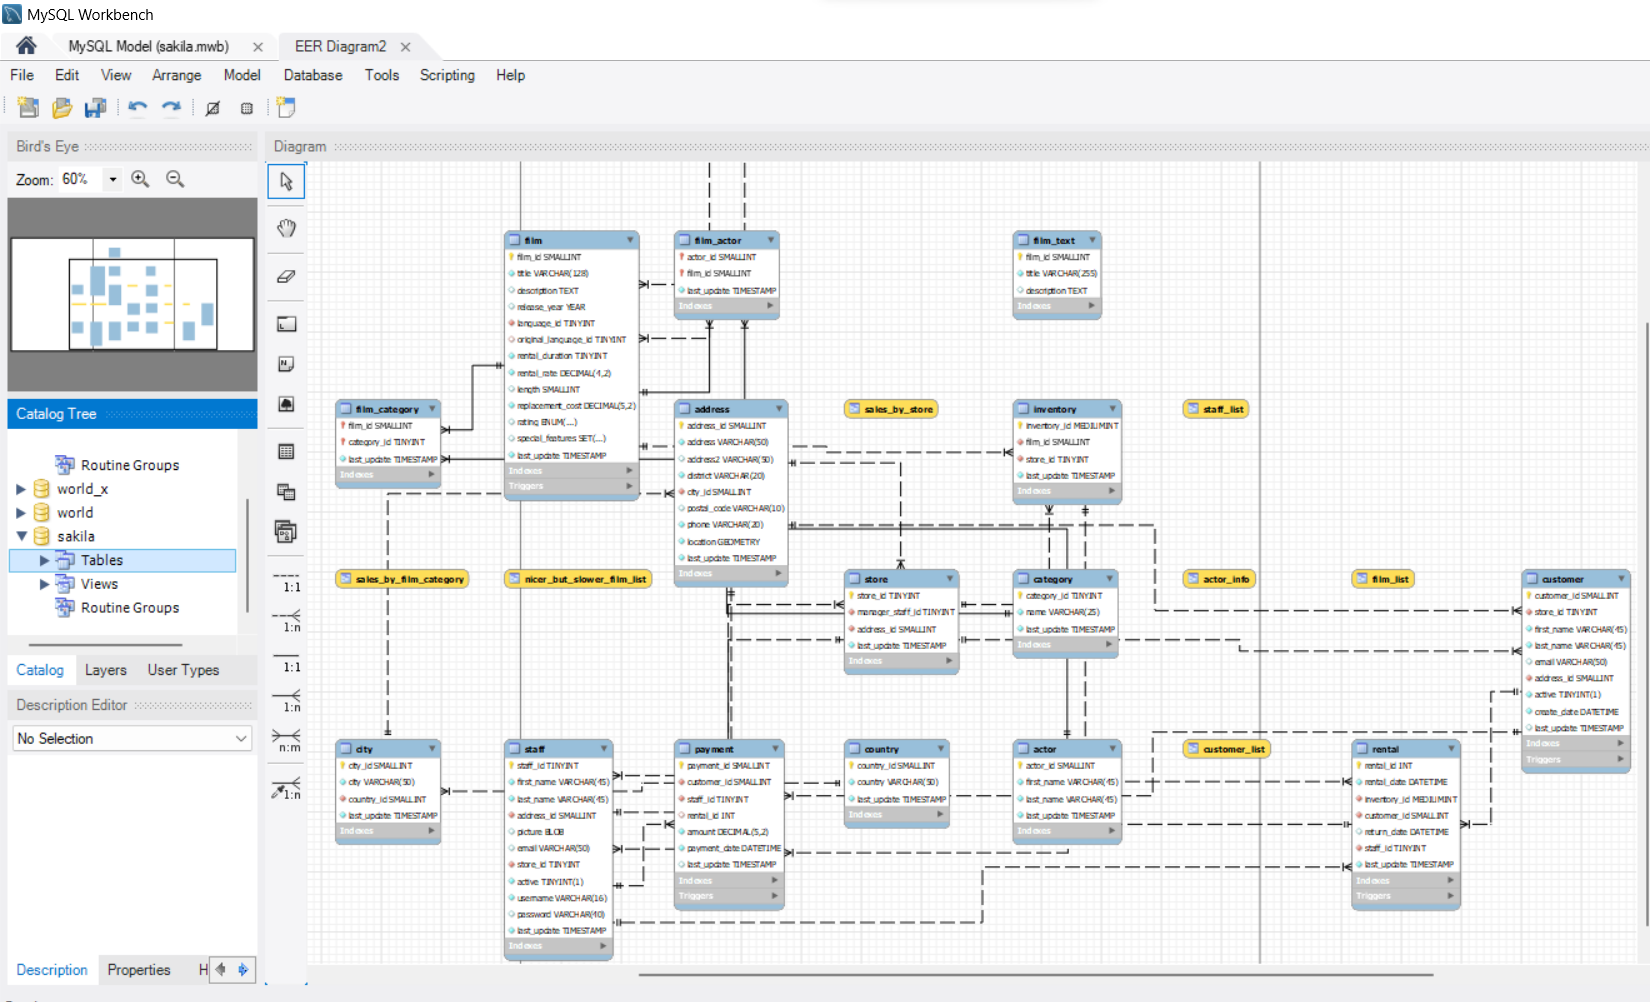 MySQL Workbench
MySQL Model (sakila.mwb)
EER Diagram2
File Edit View Arrange Model Database Tools Scripting Help
Bird's Eye
Zoom: 60%
Catalog Tree
Routine Groups
world_x
world
sakila
Tables
Views
Routine Groups
Catalog Layers User Types
Description Editor
No Selection
Description Properties H
Diagram
1:1
1:n
1:1
1:n
n:m
1:n
film
film_id SMALLINT
title VARCHAR(128)
description TEXT
release_year YEAR
language_id TINYINT
original_language_id TINYINT
rental_duration TINYINT
rental_rate DECIMAL(4,2)
length SMALLINT
replacement_cost DECIMAL(5,2)
rating ENUM(...)
special_features SET(...)
last_update TIMESTAMP
Indexes
Triggers
film_actor
actor_id SMALLINT
film_id SMALLINT
last_update TIMESTAMP
Indexes
film_text
film_id SMALLINT
title VARCHAR(255)
description TEXT
Indexes
film_category
film_id SMALLINT
category_id TINYINT
last_update TIMESTAMP
Indexes
address
address_id SMALLINT
address VARCHAR(50)
address2 VARCHAR(50)
district VARCHAR(20)
city_id SMALLINT
postal_code VARCHAR(10)
phone VARCHAR(20)
location GEOMETRY
last_update TIMESTAMP
Indexes
sales_by_store
inventory
inventory_id MEDIUMINT
film_id SMALLINT
store_id TINYINT
last_update TIMESTAMP
Indexes
staff_list
sales_by_film_category
nicer_but_slower_film_list
store
store_id TINYINT
manager_staff_id TINYINT
address_id SMALLINT
last_update TIMESTAMP
Indexes
category
category_id TINYINT
name VARCHAR(25)
last_update TIMESTAMP
Indexes
actor_info
film_list
customer
customer_id SMALLINT
store_id TINYINT
first_name VARCHAR(45)
last_name VARCHAR(45)
email VARCHAR(50)
address_id SMALLINT
active TINYINT(1)
create_date DATETIME
last_update TIMESTAMP
Indexes
Triggers
city
city_id SMALLINT
city VARCHAR(50)
country_id SMALLINT
last_update TIMESTAMP
Indexes
staff
staff_id TINYINT
first_name VARCHAR(45)
last_name VARCHAR(45)
address_id SMALLINT
picture BLOB
email VARCHAR(50)
store_id TINYINT
active TINYINT(1)
username VARCHAR(16)
password VARCHAR(40)
last_update TIMESTAMP
Indexes
payment
payment_id SMALLINT
customer_id SMALLINT
staff_id TINYINT
rental_id INT
amount DECIMAL(5,2)
payment_date DATETIME
last_update TIMESTAMP
Indexes
Triggers
country
country_id SMALLINT
country VARCHAR(50)
last_update TIMESTAMP
Indexes
actor
actor_id SMALLINT
first_name VARCHAR(45)
last_name VARCHAR(45)
last_update TIMESTAMP
Indexes
customer_list
rental
rental_id INT
rental_date DATETIME
inventory_id MEDIUMINT
customer_id SMALLINT
return_date DATETIME
staff_id TINYINT
last_update TIMESTAMP
Indexes
Triggers